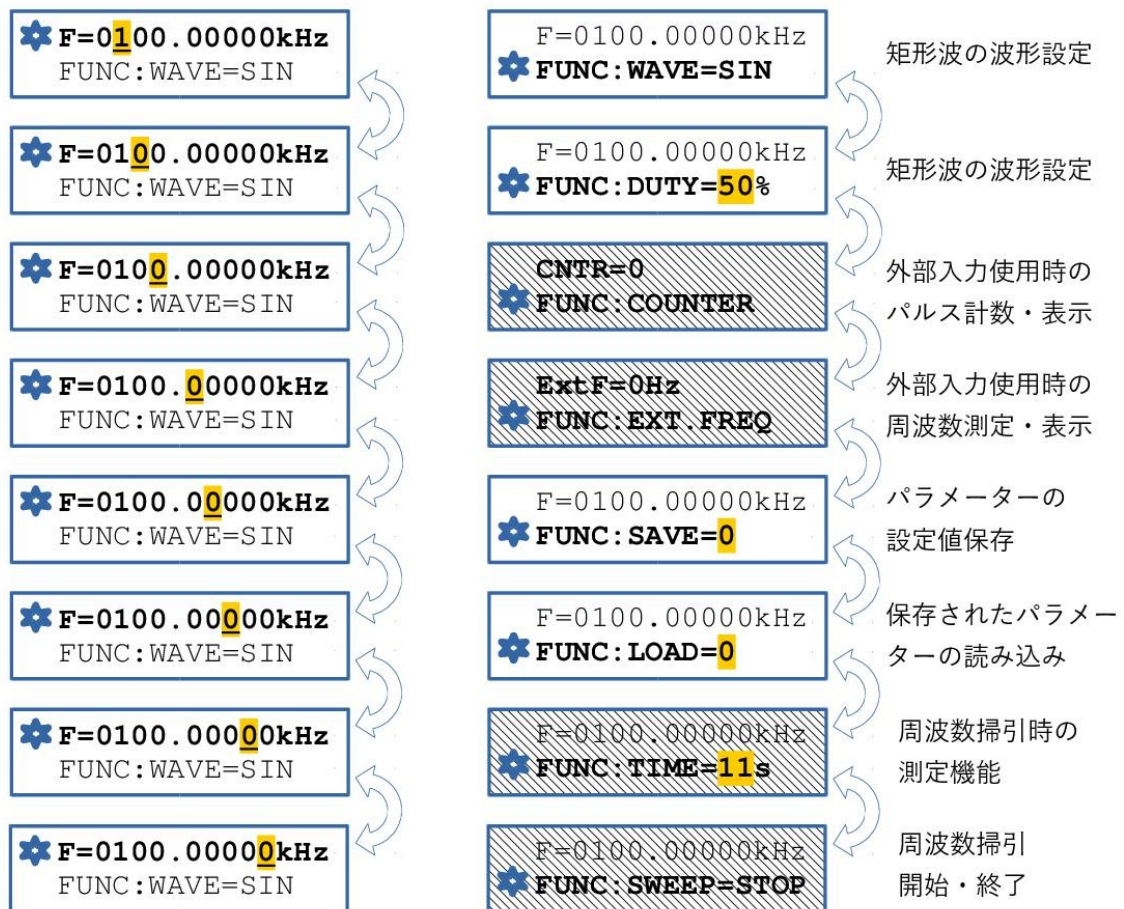 F=0100.00000kHz
FUNC:WAVE=SIN
F=0100.00000kHz
FUNC:WAVE=SIN
F=0100.00000kHz
FUNC:WAVE=SIN
F=0100.00000kHz
FUNC:WAVE=SIN
F=0100.00000kHz
FUNC:WAVE=SIN
F=0100.00000kHz
FUNC:WAVE=SIN
F=0100.00000kHz
FUNC:WAVE=SIN
F=0100.00000kHz
FUNC:WAVE=SIN
F=0100.00000kHz
FUNC:WAVE=SIN
矩形波の波形設定
F=0100.00000kHz
FUNC:DUTY=50%
矩形波の波形設定
CNTR=0
FUNC:COUNTER
外部入力使用時の
パルス計数・表示
ExtF=0Hz
FUNC:EXT.FREQ
外部入力使用時の
周波数測定・表示
F=0100.00000kHz
FUNC:SAVE=0
パラメーターの
設定値保存
F=0100.00000kHz
FUNC:LOAD=0
保存されたパラメー
ターの読み込み
F=0100.00000kHz
FUNC:TIME=11s
周波数掃引時の
測定機能
F=0100.00000kHz
FUNC:SWEEP=STOP
周波数掃引
開始・終了